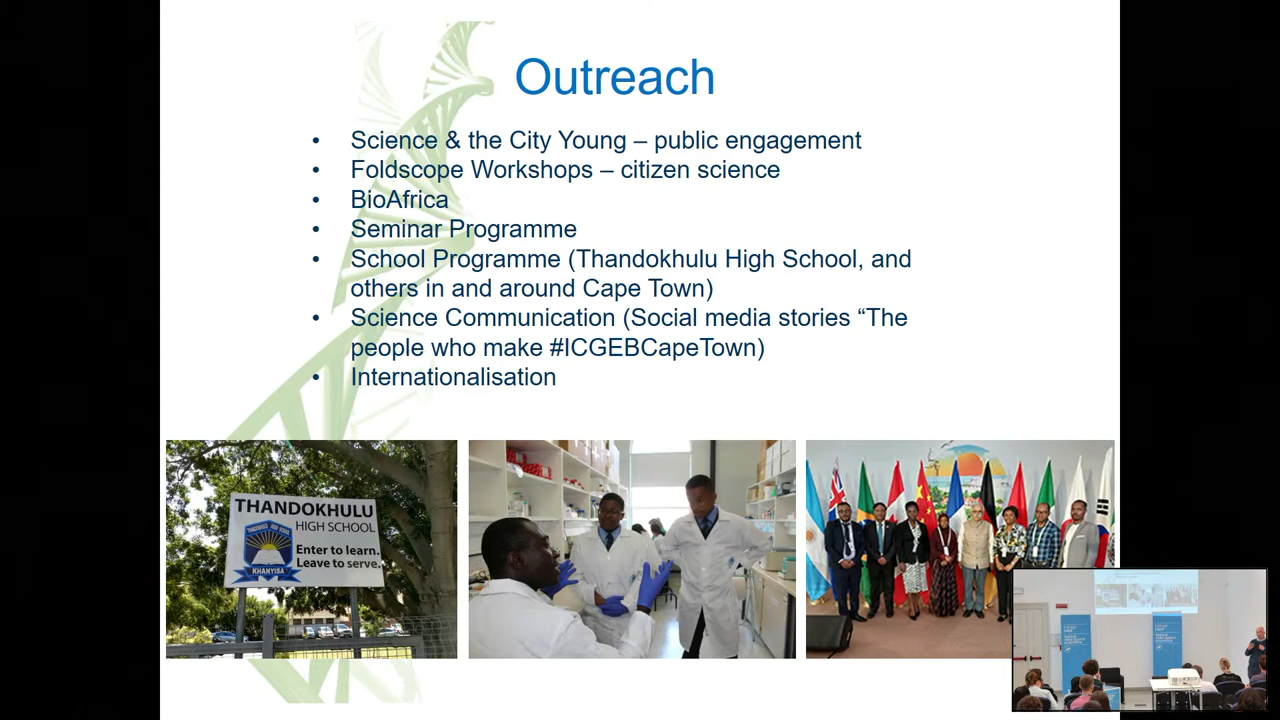 Outreach
• Science & the City Young – public engagement
• Foldscope Workshops – citizen science
• BioAfrica
• Seminar Programme
• School Programme (Thandokhulu High School, and
others in and around Cape Town)
• Science Communication (Social media stories “The
people who make #ICGEBCapeTown)
• Internationalisation
THANDOKHULU
HIGH SCHOOL
Enter to learn.
Leave to serve.
KHANYISA